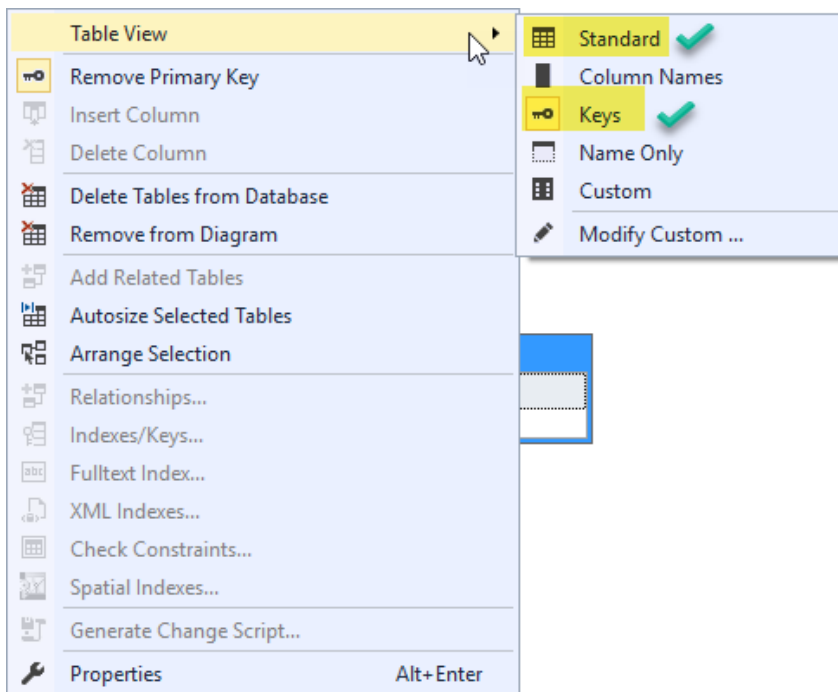 Table View
Remove Primary Key
Insert Column
Delete Column
Delete Tables from Database
Remove from Diagram
Add Related Tables
Autosize Selected Tables
Arrange Selection
Relationships...
Indexes/Keys...
Fulltext Index...
abc
XML Indexes...
Check Constraints...
Spatial Indexes...
Generate Change Script...
Properties Alt+Enter
Standard
Column Names
Keys
Name Only
Custom
Modify Custom ...